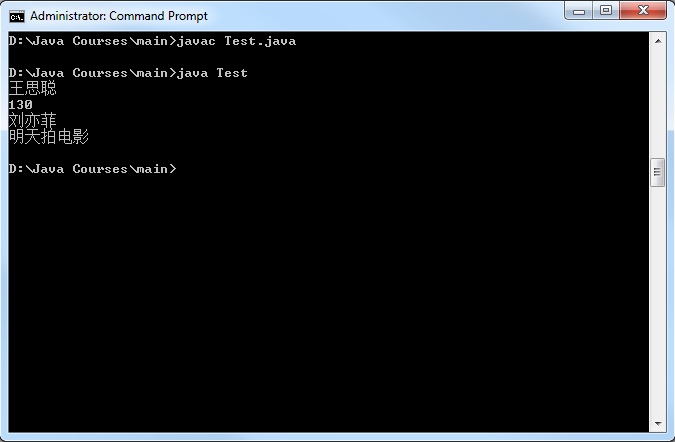 Administrator: Command Prompt
D:\Java Courses\main>javac Test.java
D:\Java Courses\main>java Test
王思聪
130
刘亦菲
明天拍电影
D:\Java Courses\main>